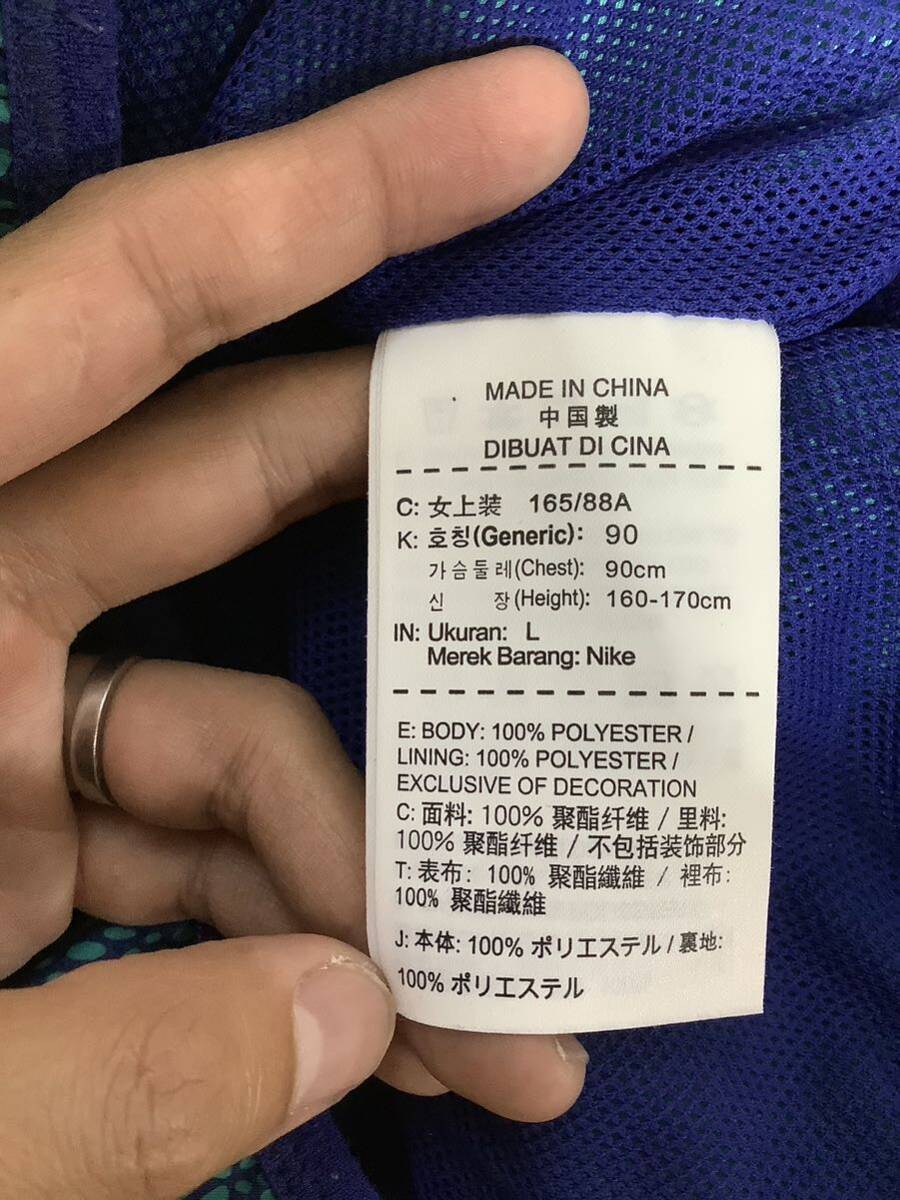 MADE IN CHINA
中国製
DIBUAT DI CINA
C: 女上装 165/88A
K: 호칭(Generic): 90
가슴둘레(Chest): 90cm
신 장(Height): 160-170cm
IN: Ukuran: L
Merek Barang: Nike
E: BODY: 100% POLYESTER /
LINING: 100% POLYESTER /
EXCLUSIVE OF DECORATION
C: 面料: 100% 聚酯纤维 / 里料:
100% 聚酯纤维 / 不包括装饰部分
T: 表布: 100% 聚酯纖維 / 裡布:
100% 聚酯纖維
J: 本体: 100% ポリエステル / 裏地:
100% ポリエステル